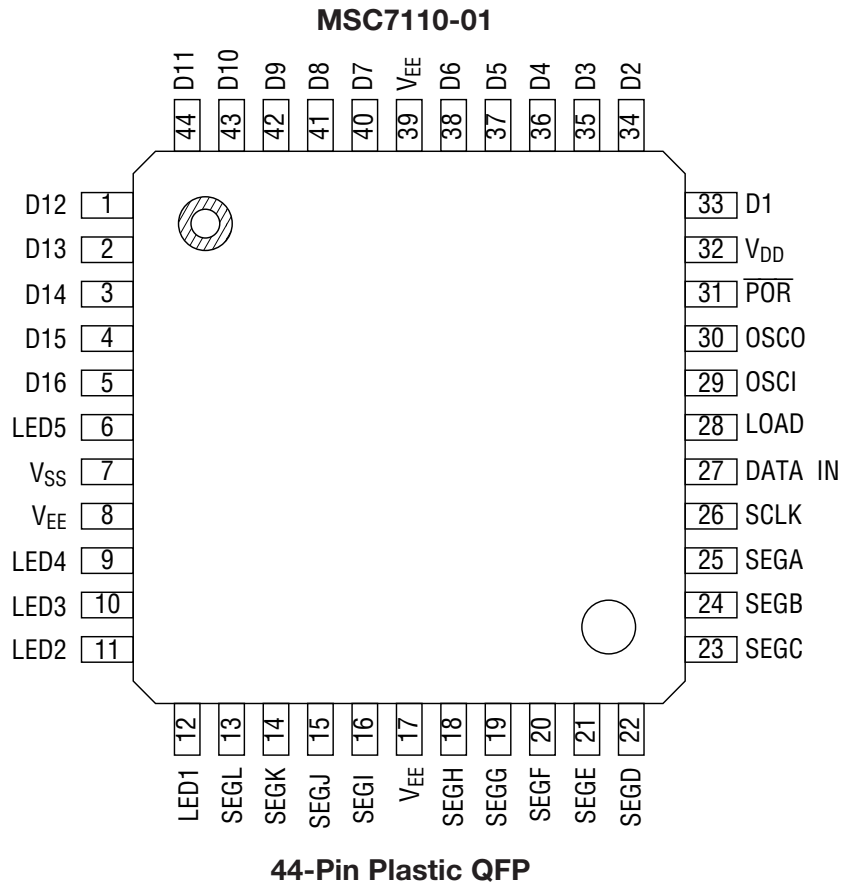 MSC7110-01
D11 D10 D9 D8 D7 VEE D6 D5 D4 D3 D2
44 43 42 41 40 39 38 37 36 35 34
D12 1 33 D1
D13 2 32 VDD
D14 3 31 P̅O̅R̅
D15 4 30 OSCO
D16 5 29 OSCI
LED5 6 28 LOAD
VSS 7 27 DATA IN
VEE 8 26 SCLK
LED4 9 25 SEGA
LED3 10 24 SEGB
LED2 11 23 SEGC
12 13 14 15 16 17 18 19 20 21 22
LED1 SEGL SEGK SEGJ SEGI VEE SEGH SEGG SEGF SEGE SEGD
44-Pin Plastic QFP